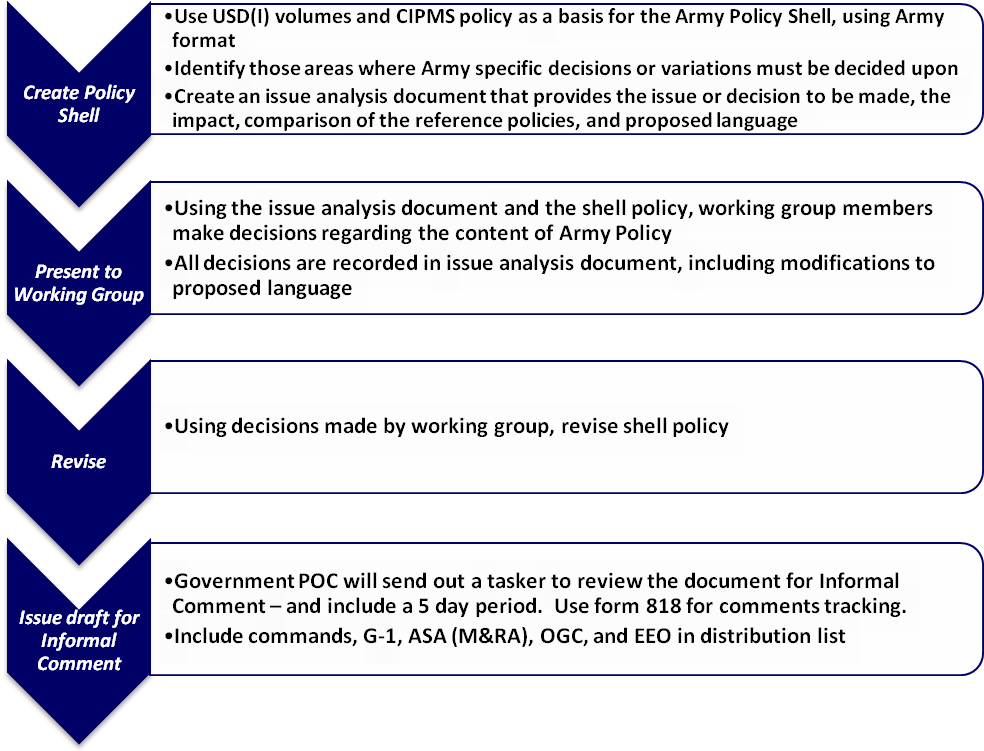 Create Policy
Shell
•Use USD(I) volumes and CIPMS policy as a basis for the Army Policy Shell, using Army
format
•Identify those areas where Army specific decisions or variations must be decided upon
•Create an issue analysis document that provides the issue or decision to be made, the
impact, comparison of the reference policies, and proposed language
Present to
Working Group
•Using the issue analysis document and the shell policy, working group members
make decisions regarding the content of Army Policy
•All decisions are recorded in issue analysis document, including modifications to
proposed language
Revise
•Using decisions made by working group, revise shell policy
Issue draft for
Informal
Comment
•Government POC will send out a tasker to review the document for Informal
Comment – and include a 5 day period.  Use form 818 for comments tracking.
•Include commands, G-1, ASA (M&RA), OGC, and EEO in distribution list